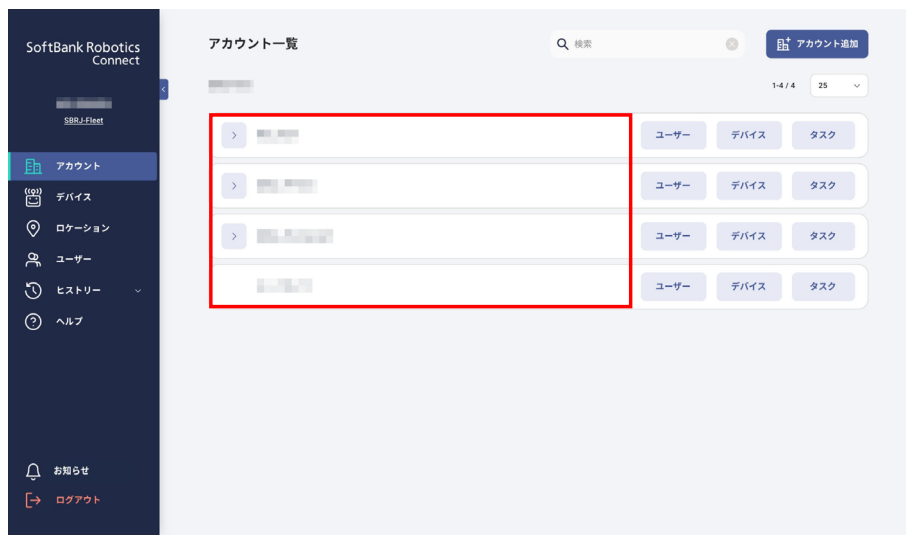 SoftBank Robotics
Connect
SBRJ-Fleet
アカウント
デバイス
ロケーション
ユーザー
ヒストリー
ヘルプ
お知らせ
ログアウト
アカウント一覧
検索
アカウント追加
1-4 / 4
25
ユーザー デバイス タスク
ユーザー デバイス タスク
ユーザー デバイス タスク
ユーザー デバイス タスク